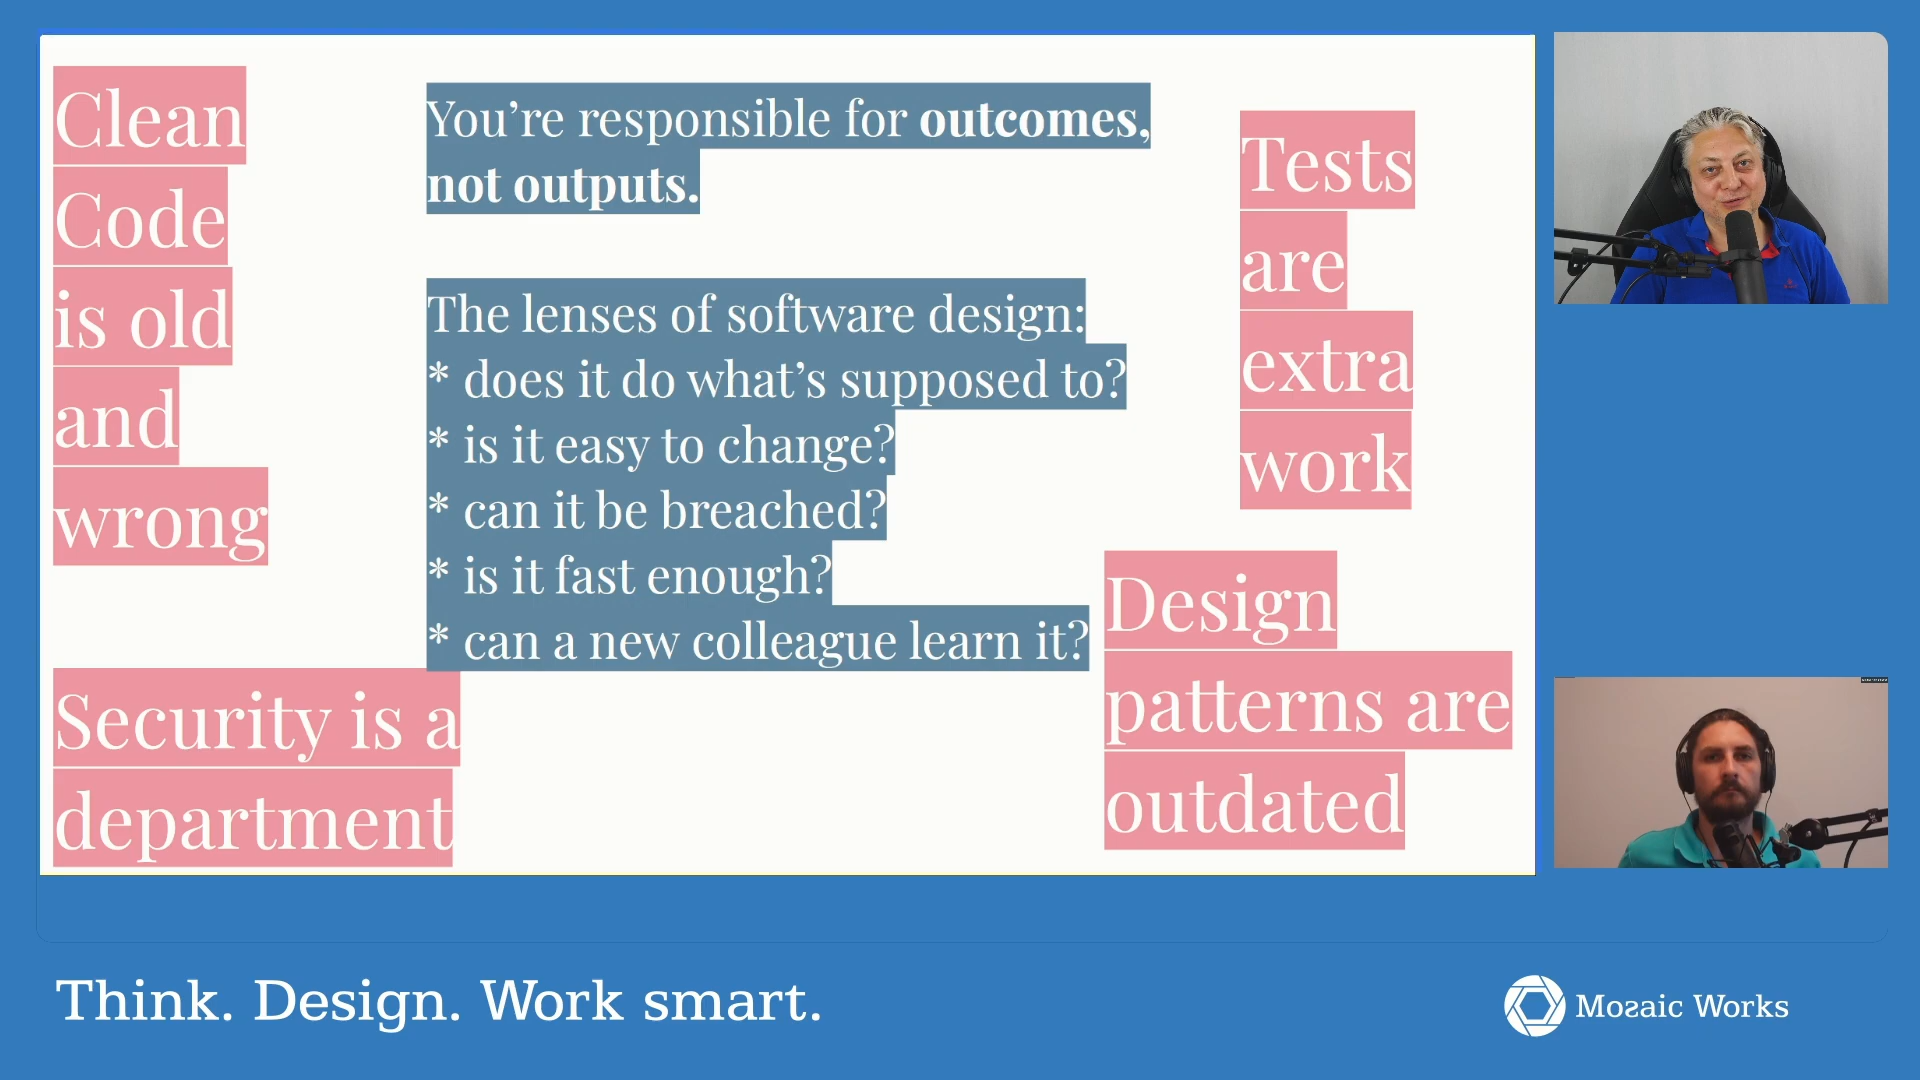 Clean
Code
is old
and
wrong
You’re responsible for outcomes,
not outputs.
The lenses of software design:
* does it do what’s supposed to?
* is it easy to change?
* can it be breached?
* is it fast enough?
* can a new colleague learn it?
Tests
are
extra
work
Security is a
department
Design
patterns are
outdated
Think. Design. Work smart.
Mozaic Works